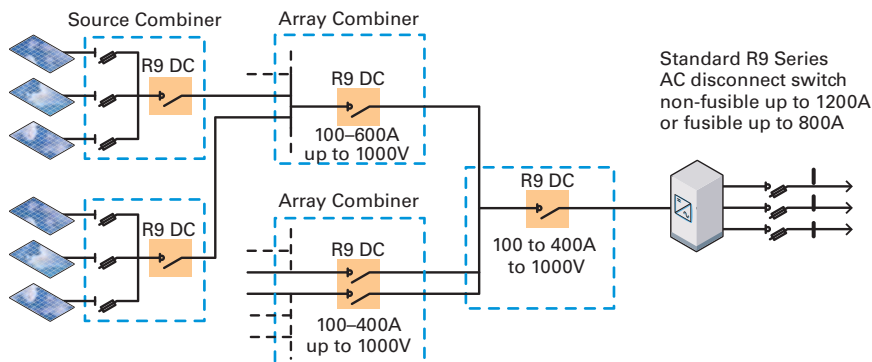 Source Combiner
R9 DC
R9 DC
Array Combiner
R9 DC
100–600A
up to 1000V
Array Combiner
R9 DC
100–400A
up to 1000V
R9 DC
100 to 400A
to 1000V
Standard R9 Series
AC disconnect switch
non-fusible up to 1200A
or fusible up to 800A